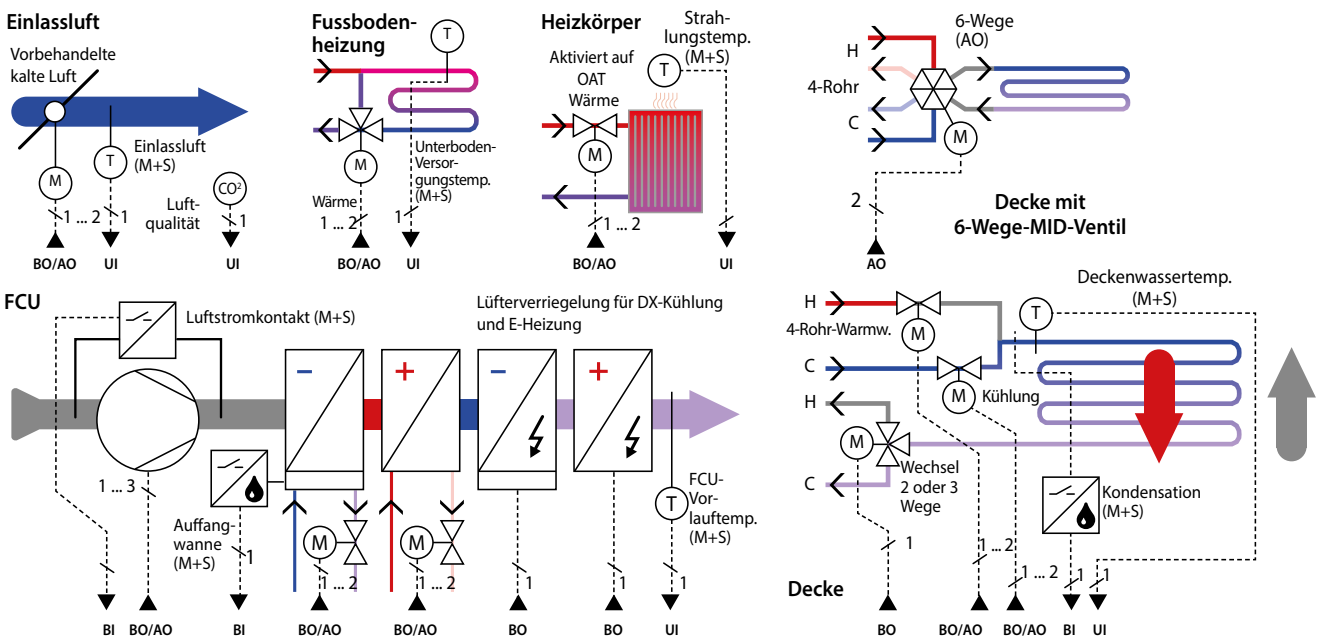 Einlassluft
Vorbehandelte
kalte Luft
M
T
Einlassluft
(M+S)
CO²
Luft-
qualität
1 ... 2
1
1
BO/AO
UI
UI
Fussboden-
heizung
T
M
Unterboden-
Versor-
gungstemp.
(M+S)
Wärme
1 ... 2
1
BO/AO
UI
Heizkörper
Strah-
lungstemp.
(M+S)
Aktiviert auf
OAT
Wärme
T
M
1 ... 2
BO/AO
UI
6-Wege
(AO)
H
4-Rohr
C
M
2
AO
Decke mit
6-Wege-MID-Ventil
FCU
Luftstromkontakt (M+S)
Lüfterverriegelung für DX-Kühlung
und E-Heizung
–
+
–
+
1 ... 3
Auffang-
wanne
(M+S)
1
M
1 ... 2
M
1 ... 2
1
1
T
FCU-
Vor-
lauftemp.
(M+S)
1
BI
BO/AO
BI
BO/AO
BO/AO
BO
BO
UI
Deckenwassertemp.
(M+S)
H
4-Rohr-Warmw.
M
T
C
M
Kühlung
H
M
C
Wechsel
2 oder 3
Wege
Kondensation
(M+S)
1
1 ... 2
1 ... 2
1
1
Decke
BO
BO/AO
BO/AO
BI
UI